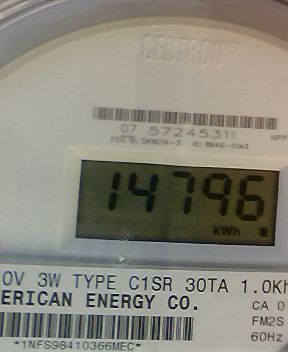 CENTRON®
07 57245311
14796
kWh
0V 3W TYPE C1SR 30TA 1.0Kh
ERICAN ENERGY CO.
CA 0
FM2S
60Hz
*1NFS98410366MEC*